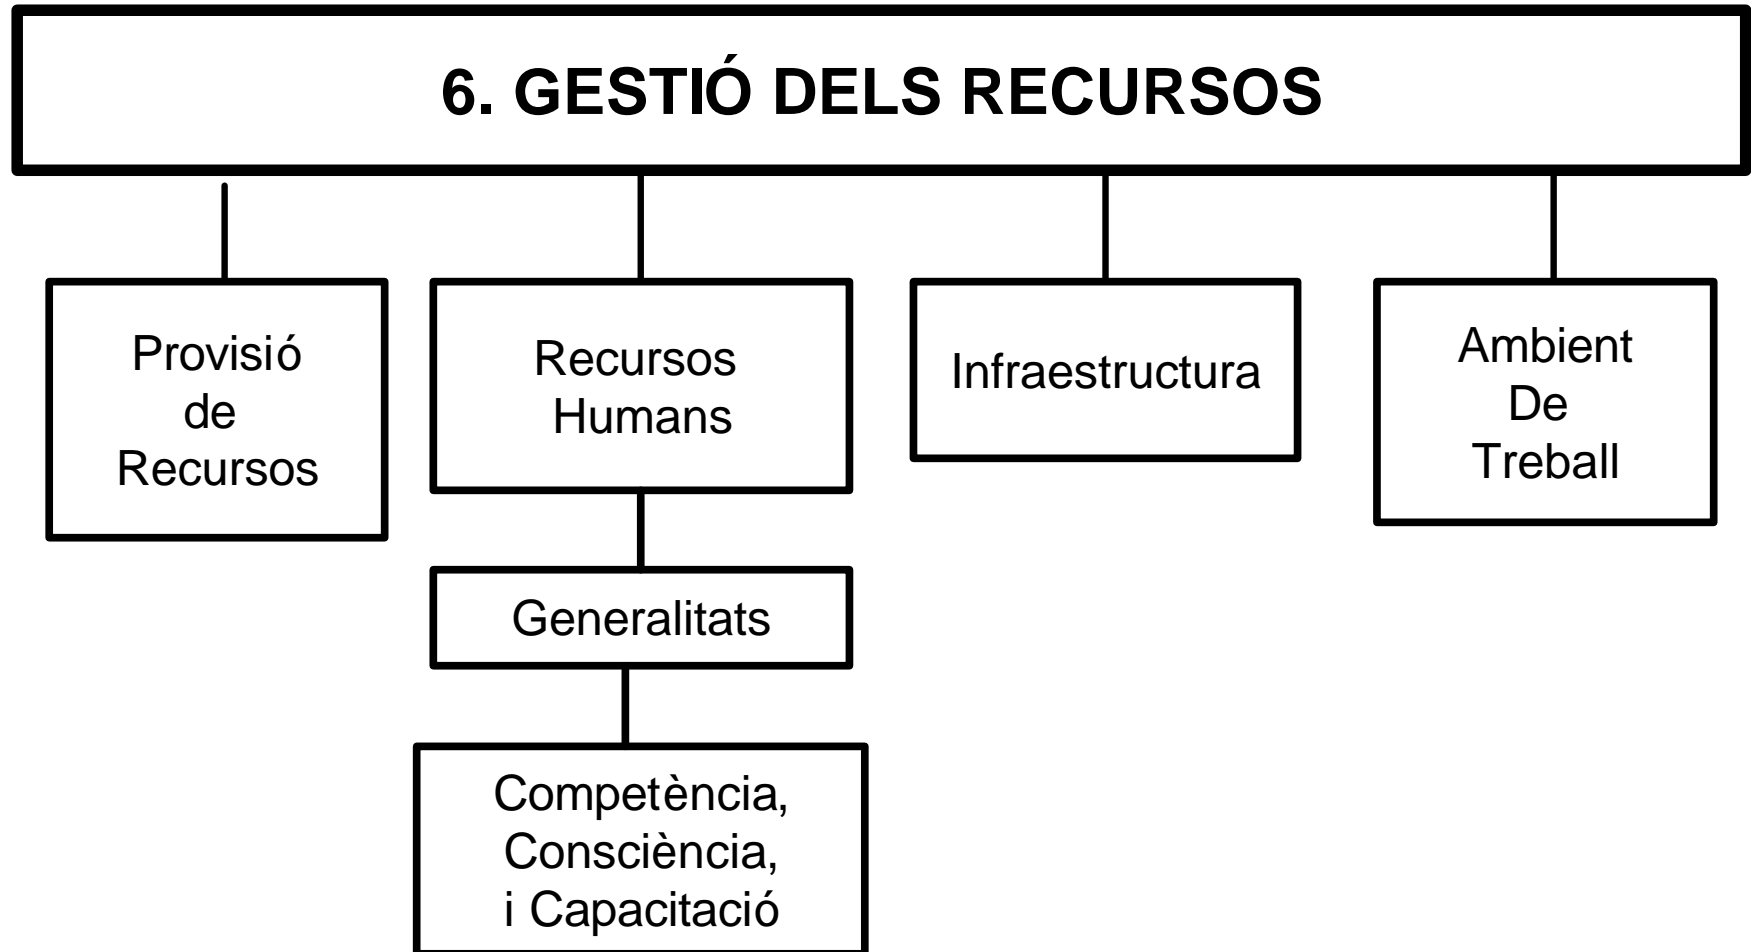 6. GESTIÓ DELS RECURSOS
Provisió
de
Recursos
Recursos
Humans
Infraestructura
Ambient
De
Treball
Generalitats
Competència,
Consciència,
i Capacitació